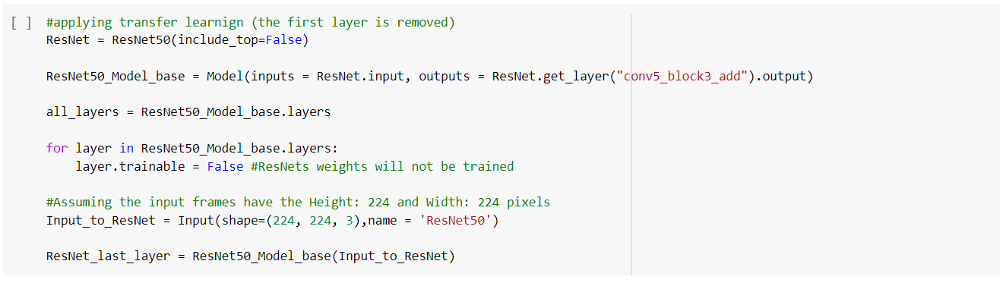 [ ] #applying transfer learnign (the first layer is removed)
ResNet = ResNet50(include_top=False)
ResNet50_Model_base = Model(inputs = ResNet.input, outputs = ResNet.get_layer("conv5_block3_add").output)
all_layers = ResNet50_Model_base.layers
for layer in ResNet50_Model_base.layers:
    layer.trainable = False #ResNets weights will not be trained
#Assuming the input frames have the Height: 224 and Width: 224 pixels
Input_to_ResNet = Input(shape=(224, 224, 3),name = 'ResNet50')
ResNet_last_layer = ResNet50_Model_base(Input_to_ResNet)